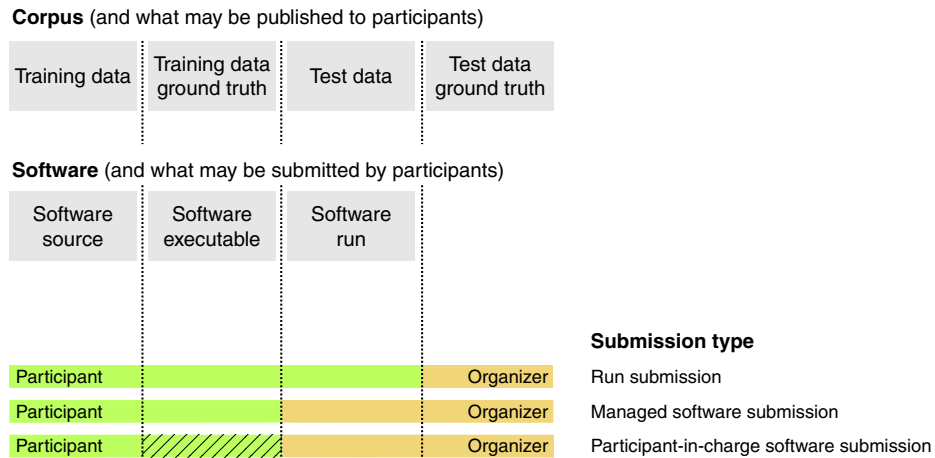 Corpus (and what may be published to participants)
Training data
Training data
ground truth
Test data
Test data
ground truth
Software (and what may be submitted by participants)
Software
source
Software
executable
Software
run
Submission type
Participant Organizer Run submission
Participant Organizer Managed software submission
Participant Organizer Participant-in-charge software submission